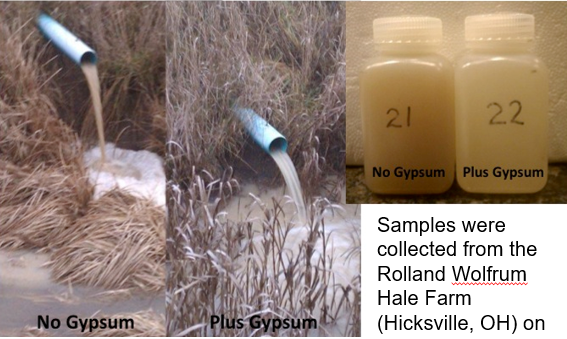 No Gypsum
Plus Gypsum
21
22
No Gypsum
Plus Gypsum
Samples were
collected from the
Rolland Wolfrum
Hale Farm
(Hicksville, OH) on